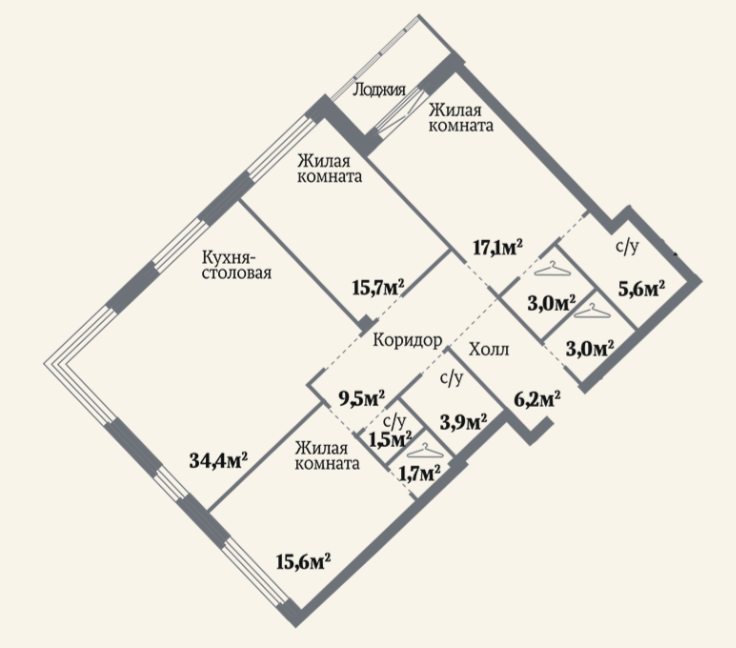 Лоджия
Жилая
комната
Жилая
комната
17,1м²
с/у
5,6м²
Кухня-
столовая
15,7м²
3,0м²
3,0м²
Коридор
Холл
9,5м²
с/у
6,2м²
3,9м²
с/у
1,5м²
1,7м²
34,4м²
Жилая
комната
15,6м²